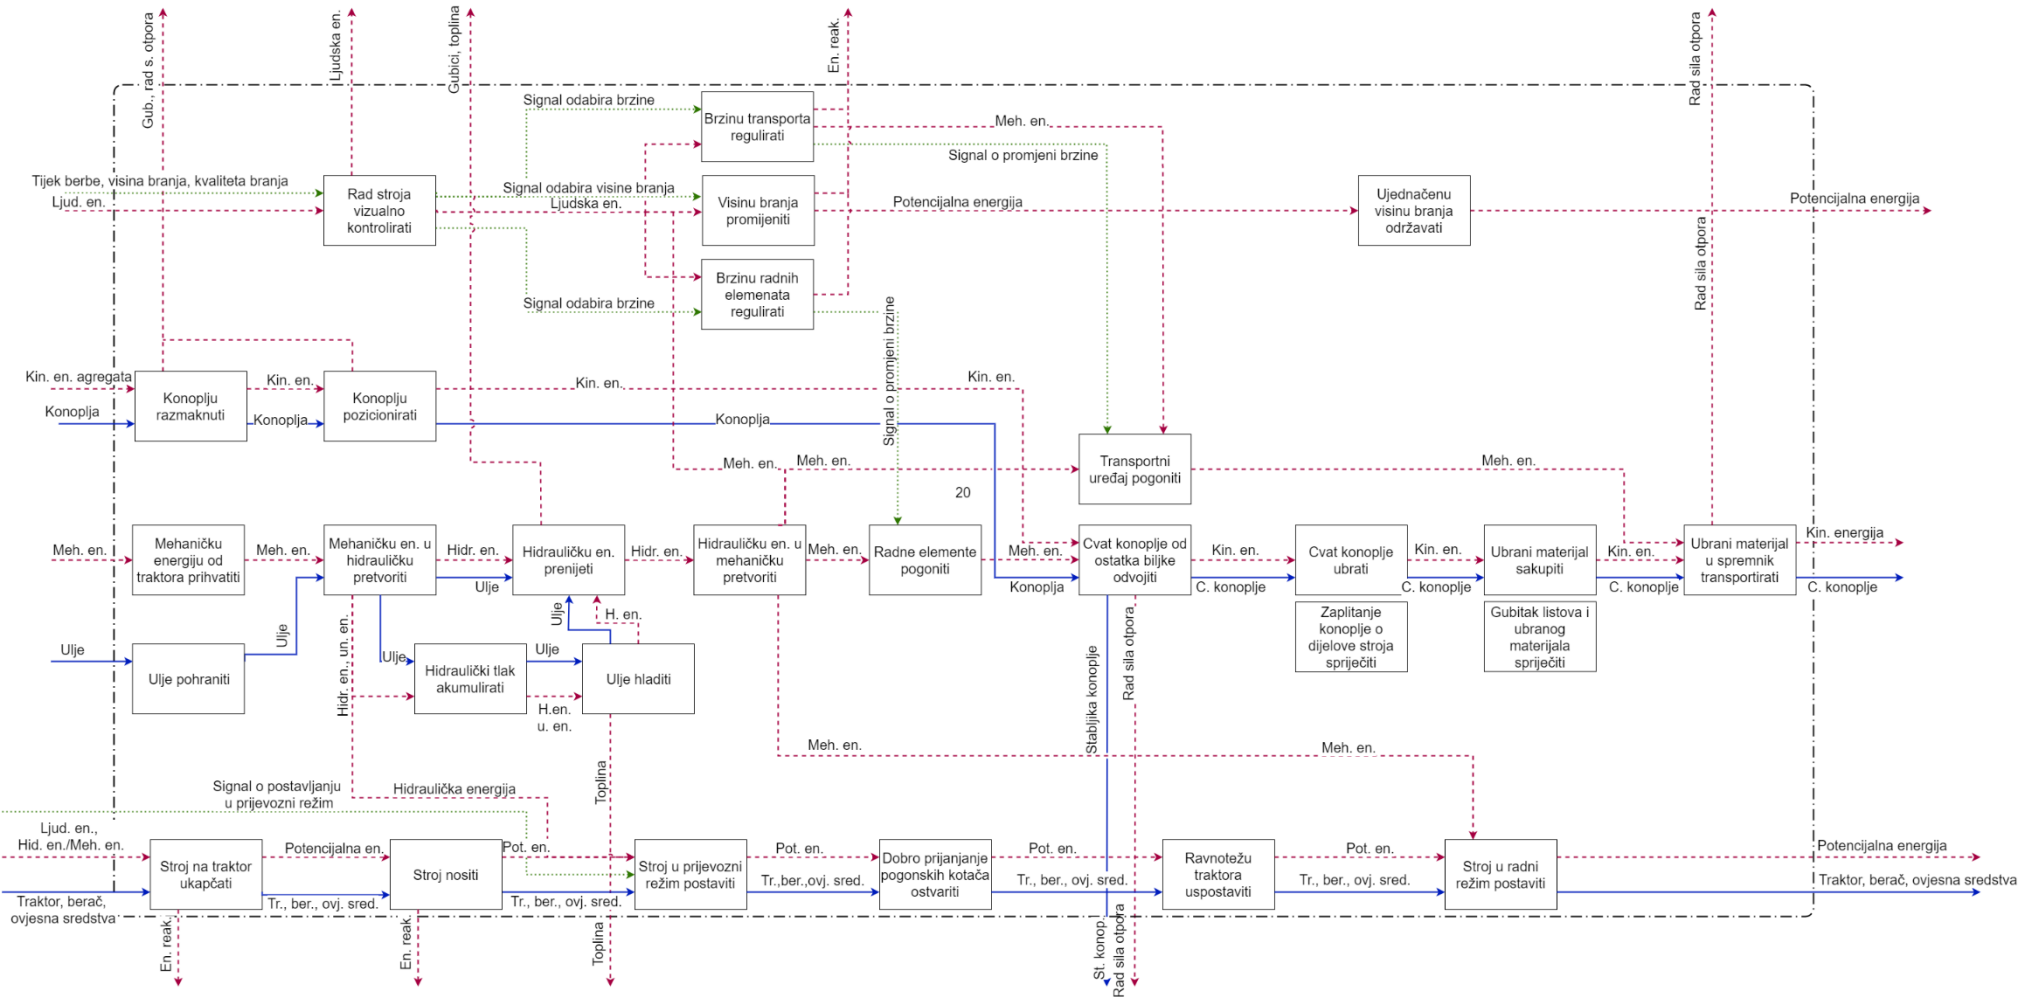 Gub., rad s. otpora
Ljudska en.
Gubici, toplina
En. reak.
Rad sila otpora
Signal odabira brzine
Brzinu transporta
regulirati
Meh. en.
Signal o promjeni brzine
Tijek berbe, visina branja, kvaliteta branja
Ljud. en.
Rad stroja
vizualno
kontrolirati
Signal odabira visine branja
Ljudska en.
Visinu branja
promijeniti
Potencijalna energija
Ujednačenu
visinu branja
održavati
Potencijalna energija
Signal odabira brzine
Brzinu radnih
elemenata
regulirati
Signal o promjeni brzine
Rad sila otpora
Kin. en. agregata
Konoplja
Konoplju
razmaknuti
Kin. en.
Konoplja
Konoplju
pozicionirati
Kin. en.
Konoplja
Kin. en.
Meh. en.
Meh. en.
Transportni
uređaj pogoniti
Meh. en.
20
Meh. en.
Mehaničku
energiju od
traktora prihvatiti
Meh. en.
Mehaničku en. u
hidrauličku
pretvoriti
Hidr. en.
Ulje
Hidrauličku en.
prenijeti
Hidr. en.
Hidrauličku en. u
mehaničku
pretvoriti
Meh. en.
Radne elemente
pogoniti
Meh. en.
Konoplja
Cvat konoplje od
ostatka biljke
odvojiti
Kin. en.
C. konoplje
Cvat konoplje
ubrati
Kin. en.
C. konoplje
Ubrani materijal
sakupiti
Kin. en.
C. konoplje
Ubrani materijal
u spremnik
transportirati
Kin. energija
C. konoplje
Zaplitanje
konoplje o
dijelove stroja
spriječiti
Gubitak listova i
ubranog
materijala
spriječiti
Ulje
Ulje pohraniti
Ulje
Hidr. en., un. en.
Ulje
Hidraulički tlak
akumulirati
Ulje
H.en.
u. en.
Ulje
H. en.
Ulje hladiti
Toplina
Stabljika konoplje
Rad sila otpora
Meh. en.
Signal o postavljanju
u prijevozni režim
Hidraulička energija
Ljud. en.,
Hid. en./Meh. en.
Traktor, berač,
ovjesna sredstva
Stroj na traktor
ukapčati
Potencijalna en.
Tr., ber., ovj. sred.
Stroj nositi
Pot. en.
Tr., ber., ovj. sred.
Stroj u prijevozni
režim postaviti
Pot. en.
Tr.,ber.,ovj. sred.
Dobro prijanjanje
pogonskih kotača
ostvariti
Pot. en.
Tr., ber., ovj. sred.
Ravnotežu
traktora
uspostaviti
Pot. en.
Tr., ber., ovj. sred.
Stroj u radni
režim postaviti
Potencijalna energija
Traktor, berač, ovjesna sredstva
En. reak.
En. reak.
Toplina
St. konop.
Rad sila otpora